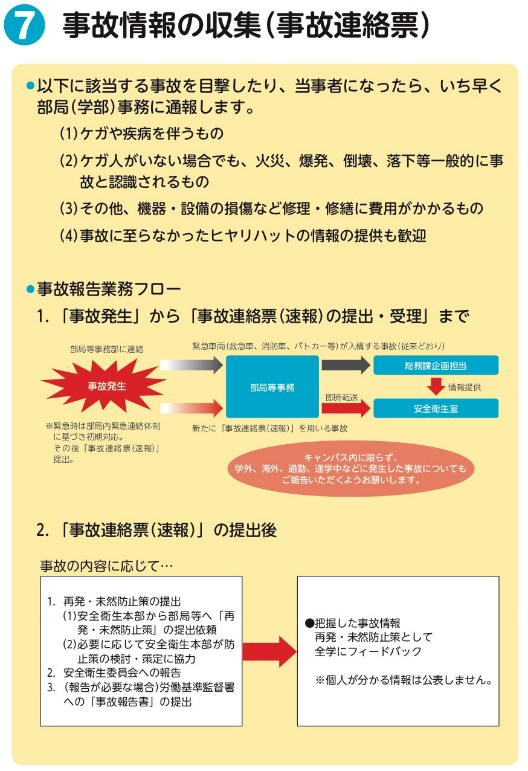 7 事故情報の収集(事故連絡票)
●以下に該当する事故を目撃したり、当事者になったら、いち早く
部局(学部)事務に通報します。
(1)ケガや疾病を伴うもの
(2)ケガ人がいない場合でも、火災、爆発、倒壊、落下等一般的に事
故と認識されるもの
(3)その他、機器・設備の損傷など修理・修繕に費用がかかるもの
(4)事故に至らなかったヒヤリハットの情報の提供も歓迎
●事故報告業務フロー
1. 「事故発生」から「事故連絡票(速報)の提出・受理」まで
部局等事務部に連絡
緊急車両(救急車、消防車、パトカー等)が入構する事故(従来どおり)
事故発生
部局等事務
総務課企画担当
情報提供
即時転送
安全衛生室
※緊急時は部局内緊急連絡体制
に基づき初期対応。
その後「事故連絡票(速報)」
提出。
新たに「事故連絡票(速報)」を用いる事故
キャンパス内に限らず、
学外、海外、通勤、通学中などに発生した事故についても
ご報告いただくようお願いします。
2. 「事故連絡票(速報)」の提出後
事故の内容に応じて…
1. 再発・未然防止策の提出
(1)安全衛生本部から部局等へ「再
発・未然防止策」の提出依頼
(2)必要に応じて安全衛生本部が防
止策の検討・策定に協力
2. 安全衛生委員会への報告
3. (報告が必要な場合)労働基準監督署
への「事故報告書」の提出
●把握した事故情報
再発・未然防止策として
全学にフィードバック
※個人が分かる情報は公表しません。